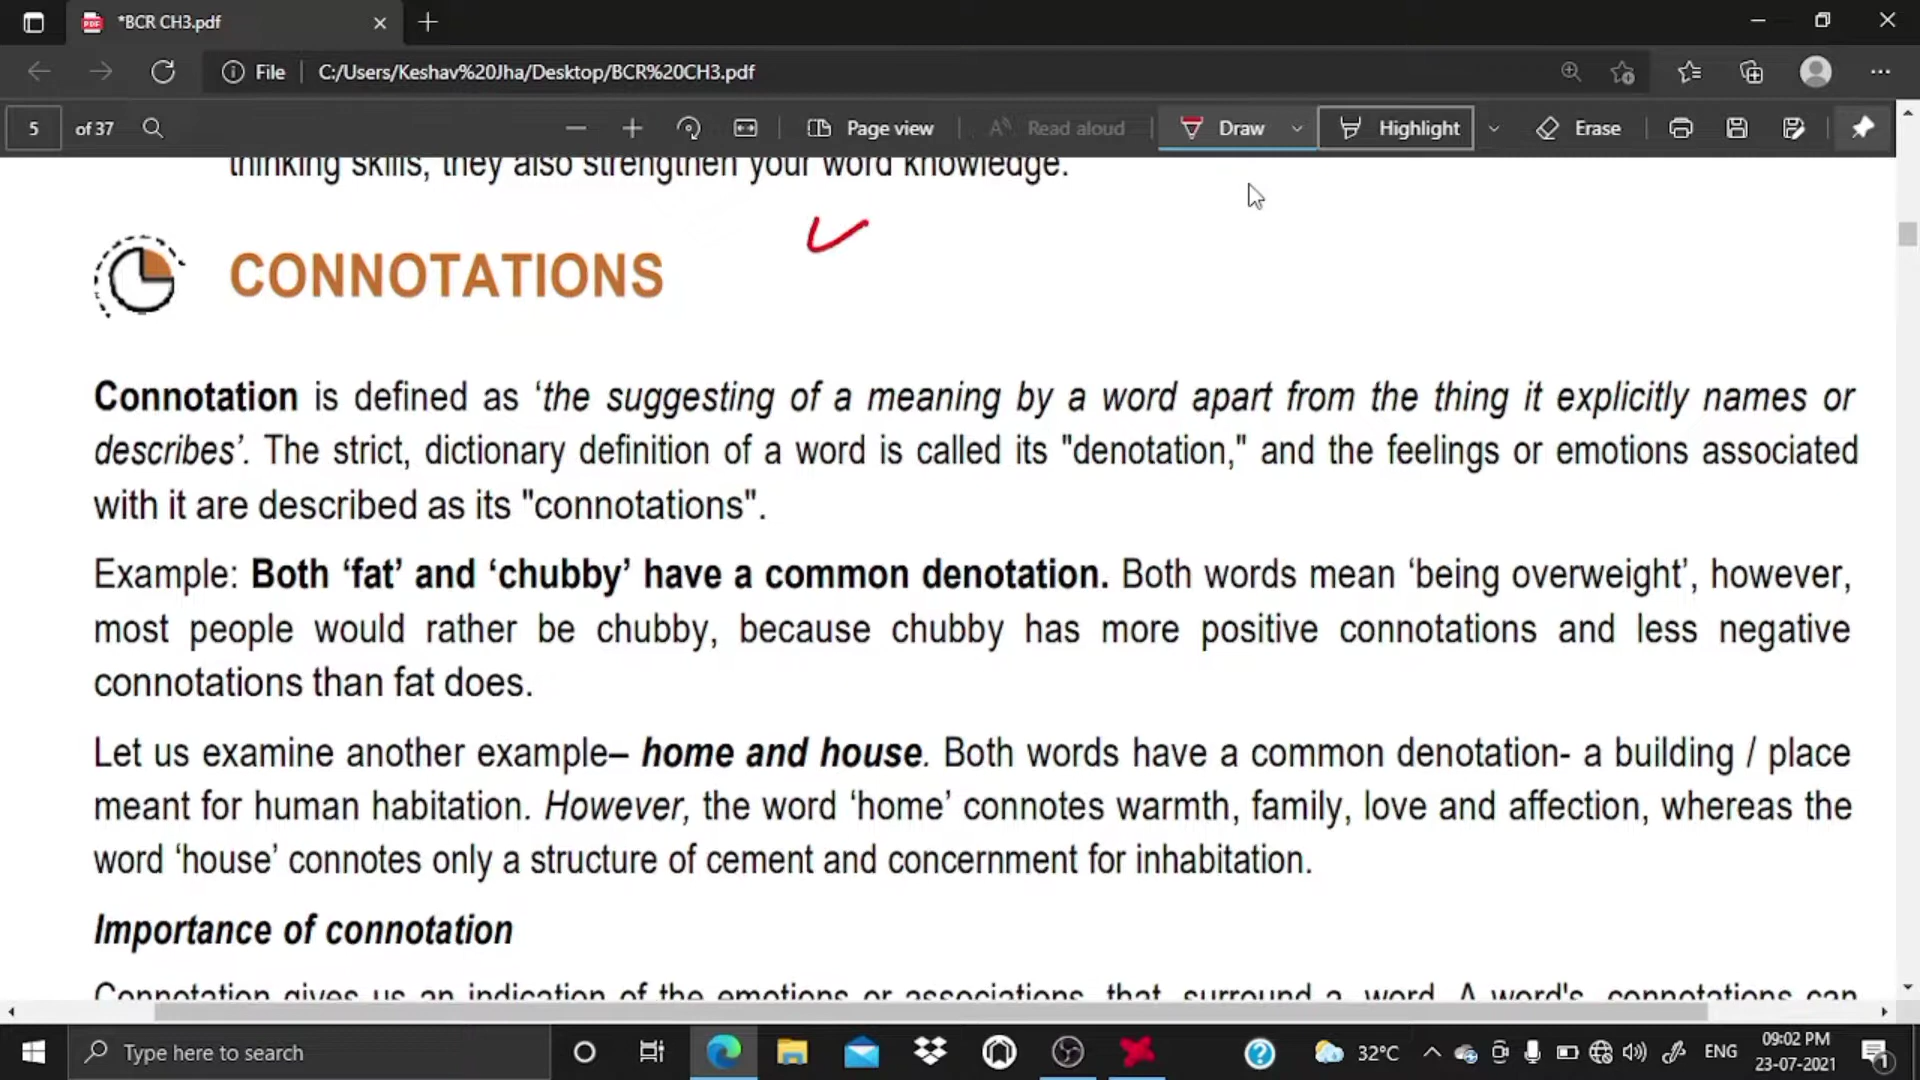 *BCR CH3.pdf
File C:/Users/Keshav%20Jha/Desktop/BCR%20CH3.pdf
5 of 37 Page view Read aloud Draw Highlight Erase
thinking skills, they also strengthen your word knowledge.
CONNOTATIONS
Connotation is defined as ‘the suggesting of a meaning by a word apart from the thing it explicitly names or
describes’. The strict, dictionary definition of a word is called its "denotation," and the feelings or emotions associated
with it are described as its "connotations".
Example: Both ‘fat’ and ‘chubby’ have a common denotation. Both words mean ‘being overweight’, however,
most people would rather be chubby, because chubby has more positive connotations and less negative
connotations than fat does.
Let us examine another example– home and house. Both words have a common denotation- a building / place
meant for human habitation. However, the word ‘home’ connotes warmth, family, love and affection, whereas the
word ‘house’ connotes only a structure of cement and concernment for inhabitation.
Importance of connotation
Connotation gives us an indication of the emotions or associations that surround a word. A word's connotations can
Type here to search 32°C ENG 09:02 PM
23-07-2021 1